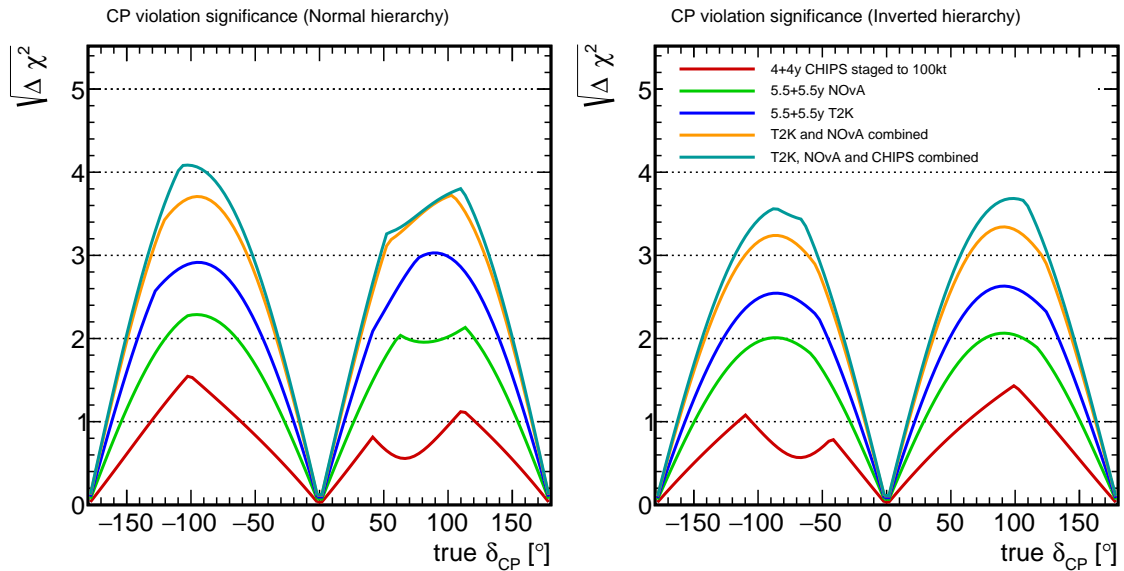 CP violation significance (Normal hierarchy)
√Δ χ²
5
4
3
2
1
0
−150 −100 −50 0 50 100 150
true δCP [°]
CP violation significance (Inverted hierarchy)
√Δ χ²
4+4y CHIPS staged to 100kt
5.5+5.5y NOvA
5.5+5.5y T2K
T2K and NOvA combined
T2K, NOvA and CHIPS combined
5
4
3
2
1
0
−150 −100 −50 0 50 100 150
true δCP [°]